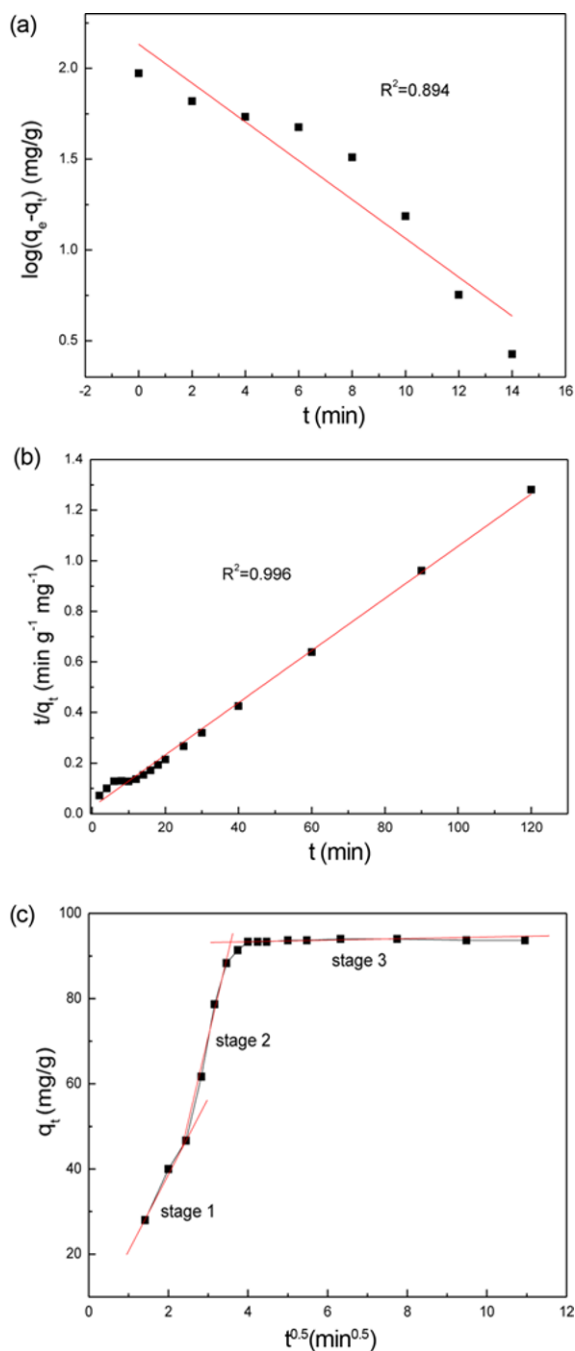 (a)
R²=0.894
log(qₑ-qₜ) (mg/g)
2.0
1.5
1.0
0.5
-2 0 2 4 6 8 10 12 14 16
t (min)
(b)
R²=0.996
t/qₜ (min g⁻¹ mg⁻¹)
1.4
1.2
1.0
0.8
0.6
0.4
0.2
0.0
0 20 40 60 80 100 120
t (min)
(c)
qₜ (mg/g)
100
80
60
40
20
stage 3
stage 2
stage 1
0 2 4 6 8 10 12
t⁰·⁵(min⁰·⁵)